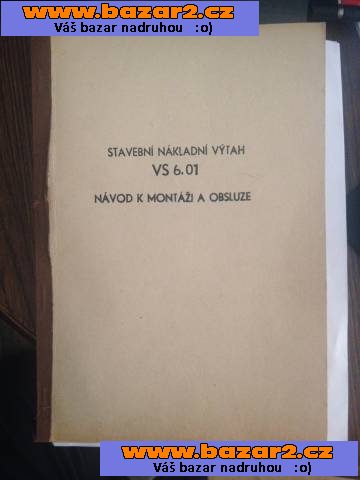 www.bazar2.cz
Váš bazar nadruhou :o)
STAVEBNÍ NÁKLADNÍ VÝTAH
VS 6.01
NÁVOD K MONTÁŽI A OBSLUZE
www.bazar2.cz
Váš bazar nadruhou :o)